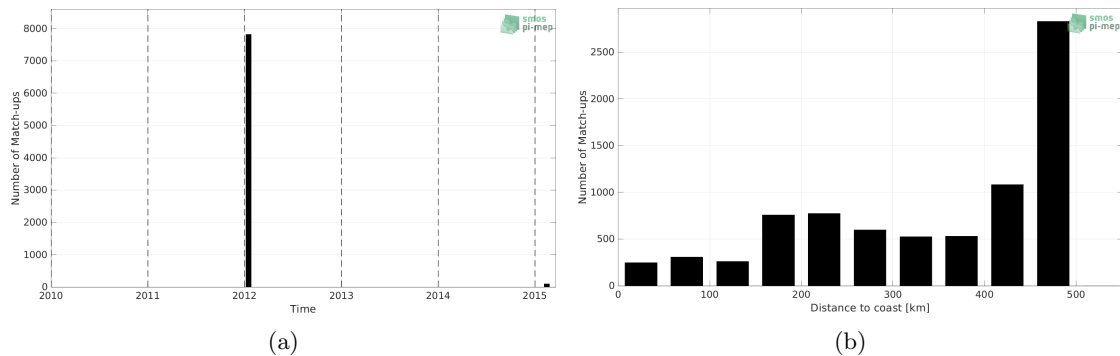 smos
pi-mep
8000
7000
6000
5000
4000
3000
2000
1000
0
Number of Match-ups
2010 2011 2012 2013 2014 2015
Time
(a)
smos
pi-mep
2500
2000
1500
1000
500
0
Number of Match-ups
0 100 200 300 400 500
Distance to coast [km]
(b)